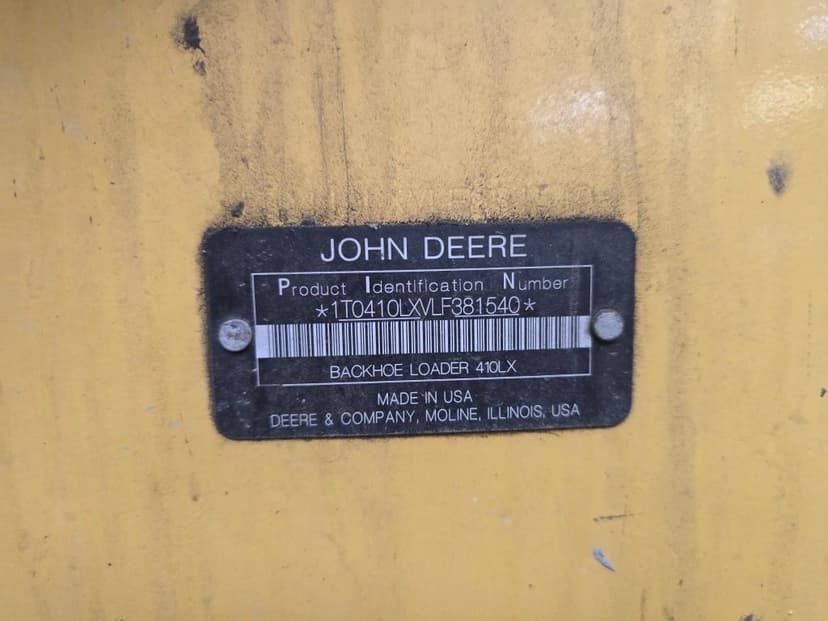 JOHN DEERE
Product Identification Number
*1T0410LXVLF381540*
BACKHOE LOADER 410LX
MADE IN USA
DEERE & COMPANY, MOLINE, ILLINOIS, USA